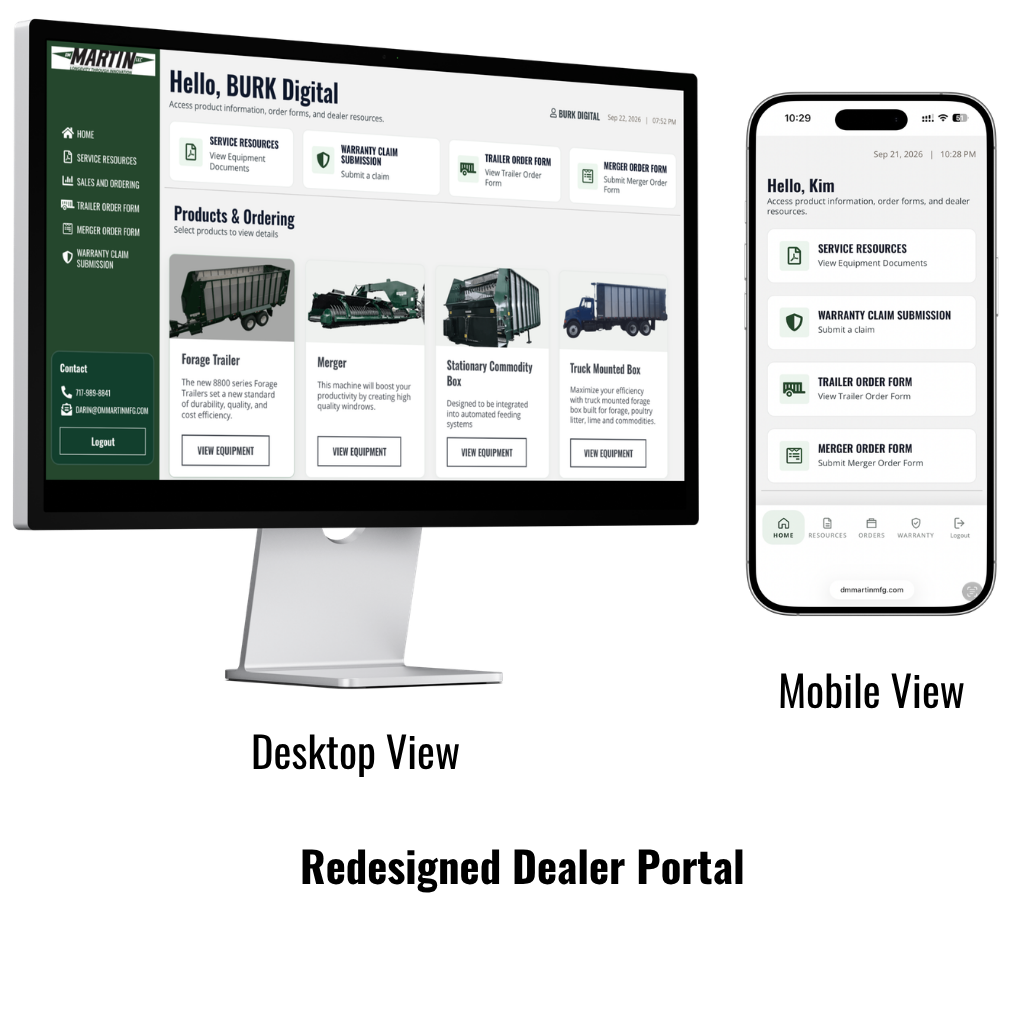 MARTIN
LONGEVITY THROUGH INNOVATION
HOME
SERVICE RESOURCES
SALES AND ORDERING
TRAILER ORDER FORM
MERGER ORDER FORM
WARRANTY CLAIM
SUBMISSION
Contact
717-989-8841
DARIN@DMMARTINMFG.COM
Logout
Hello, BURK Digital
Access product information, order forms, and dealer resources.
BURK DIGITAL Sep 22, 2026 | 07:52 PM
SERVICE RESOURCES
View Equipment
Documents
WARRANTY CLAIM
SUBMISSION
Submit a claim
TRAILER ORDER FORM
View Trailer Order
Form
MERGER ORDER FORM
Submit Merger Order
Form
Products & Ordering
Select products to view details
Forage Trailer
The new 8800 series Forage
Trailers set a new standard
of durability, quality, and
cost efficiency.
VIEW EQUIPMENT
Merger
This machine will boost your
productivity by creating high
quality windrows.
VIEW EQUIPMENT
Stationary Commodity
Box
Designed to be integrated
into automated feeding
systems
VIEW EQUIPMENT
Truck Mounted Box
Maximize your efficiency
with truck mounted forage
box built for forage, poultry
litter, lime and commodities.
VIEW EQUIPMENT
10:29
Sep 21, 2026 | 10:28 PM
Hello, Kim
Access product information, order forms, and dealer
resources.
SERVICE RESOURCES
View Equipment Documents
WARRANTY CLAIM SUBMISSION
Submit a claim
TRAILER ORDER FORM
View Trailer Order Form
MERGER ORDER FORM
Submit Merger Order Form
HOME RESOURCES ORDERS WARRANTY Logout
dmmartinmfg.com
Mobile View
Desktop View
Redesigned Dealer Portal